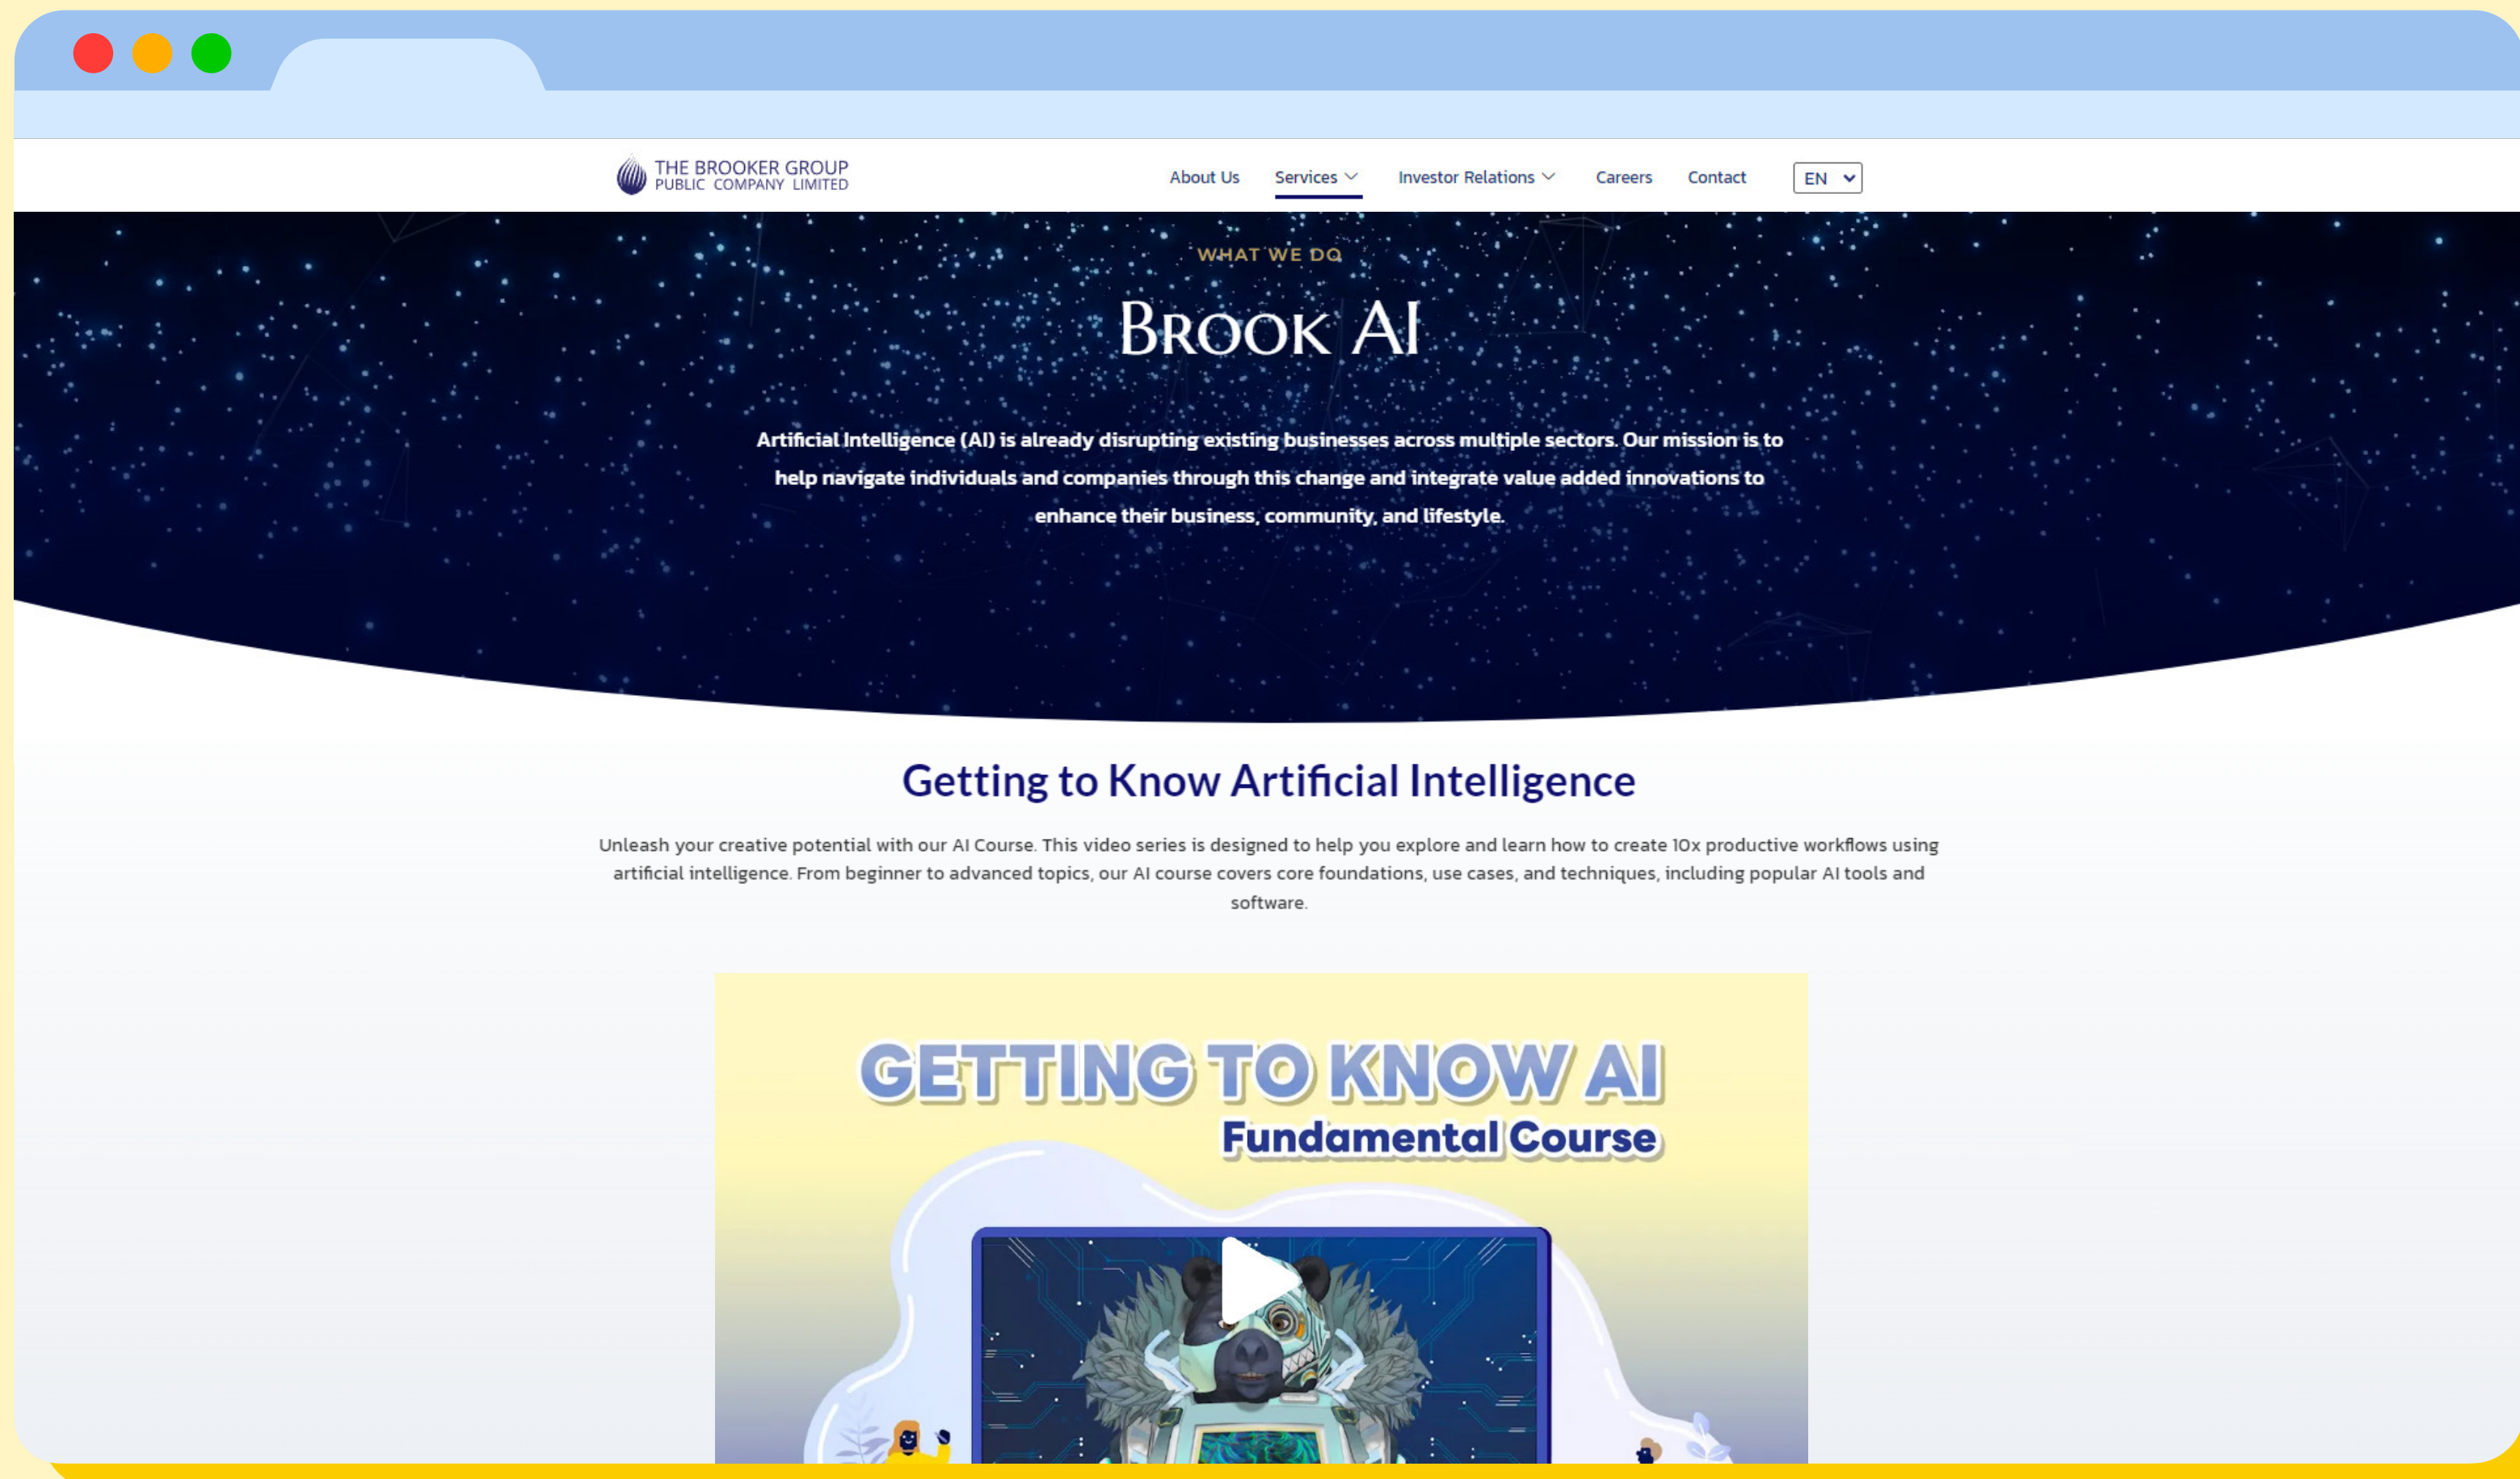 THE BROOKER GROUP
PUBLIC COMPANY LIMITED
About Us
Services
Investor Relations
Careers
Contact
EN
WHAT WE DO
BROOK AI
Artificial Intelligence (AI) is already disrupting existing businesses across multiple sectors. Our mission is to
help navigate individuals and companies through this change and integrate value added innovations to
enhance their business, community, and lifestyle.
Getting to Know Artificial Intelligence
Unleash your creative potential with our AI Course. This video series is designed to help you explore and learn how to create 10x productive workflows using
artificial intelligence. From beginner to advanced topics, our AI course covers core foundations, use cases, and techniques, including popular AI tools and
software.
GETTING TO KNOW AI
Fundamental Course